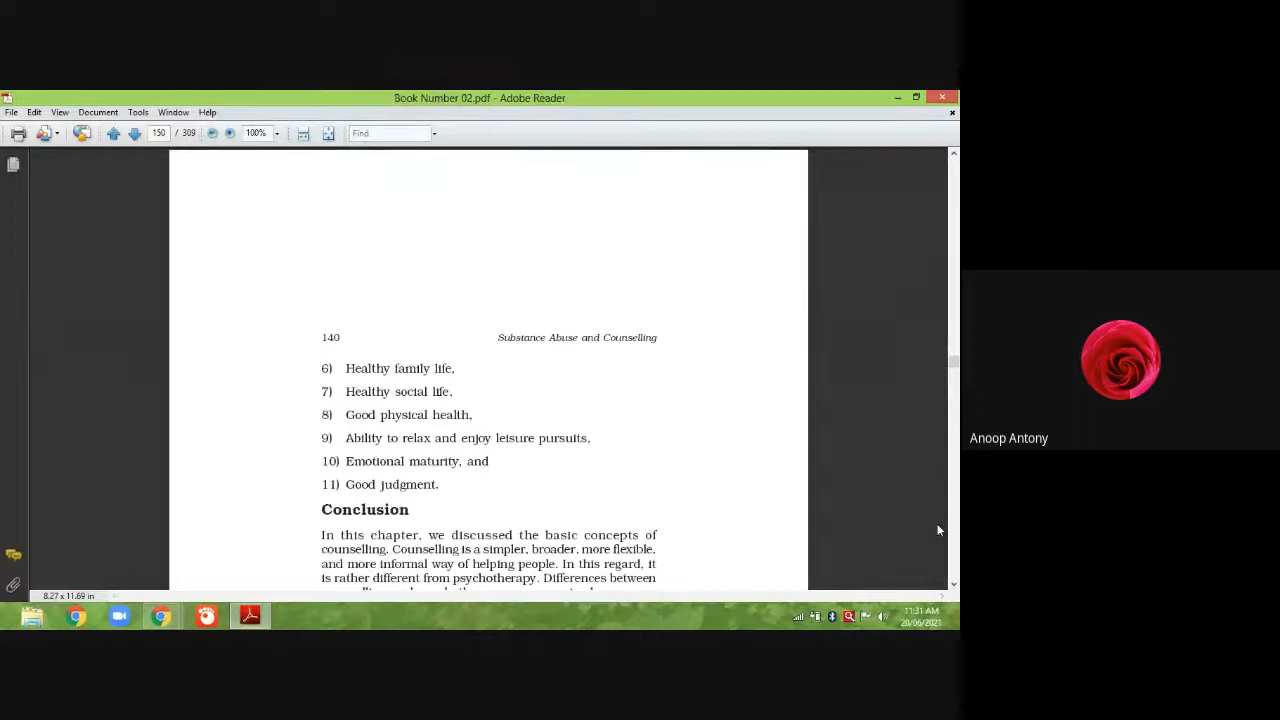 Book Number 02.pdf - Adobe Reader
File Edit View Document Tools Window Help
150 / 309 100% Find
140 Substance Abuse and Counselling
6) Healthy family life,
7) Healthy social life,
8) Good physical health,
9) Ability to relax and enjoy leisure pursuits,
10) Emotional maturity, and
11) Good judgment.
Conclusion
In this chapter, we discussed the basic concepts of
counselling. Counselling is a simpler, broader, more flexible,
and more informal way of helping people. In this regard, it
is rather different from psychotherapy. Differences between
8.27 x 11.69 in
11:31 AM
20/06/2021
Anoop Antony